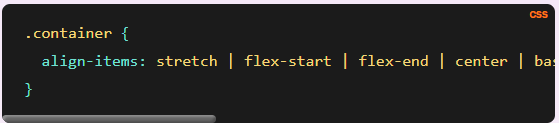 css
.container {
align-items: stretch | flex-start | flex-end | center | bas
}